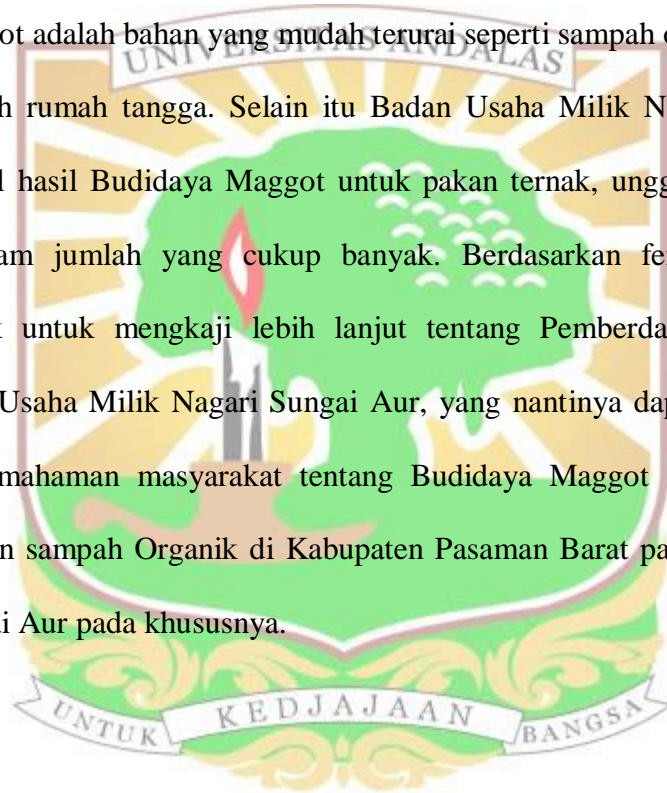 ot adalah bahan yang mudah terurai seperti sampah
UNIVERSITAS ANDALAS
h rumah tangga. Selain itu Badan Usaha Milik N
l hasil Budidaya Maggot untuk pakan ternak, ungg
am jumlah yang cukup banyak. Berdasarkan fe
k untuk mengkaji lebih lanjut tentang Pemberda
Usaha Milik Nagari Sungai Aur, yang nantinya dap
mahaman masyarakat tentang Budidaya Maggot
n sampah Organik di Kabupaten Pasaman Barat pa
i Aur pada khususnya.
UNTUK KEDJAJAAN BANGSA